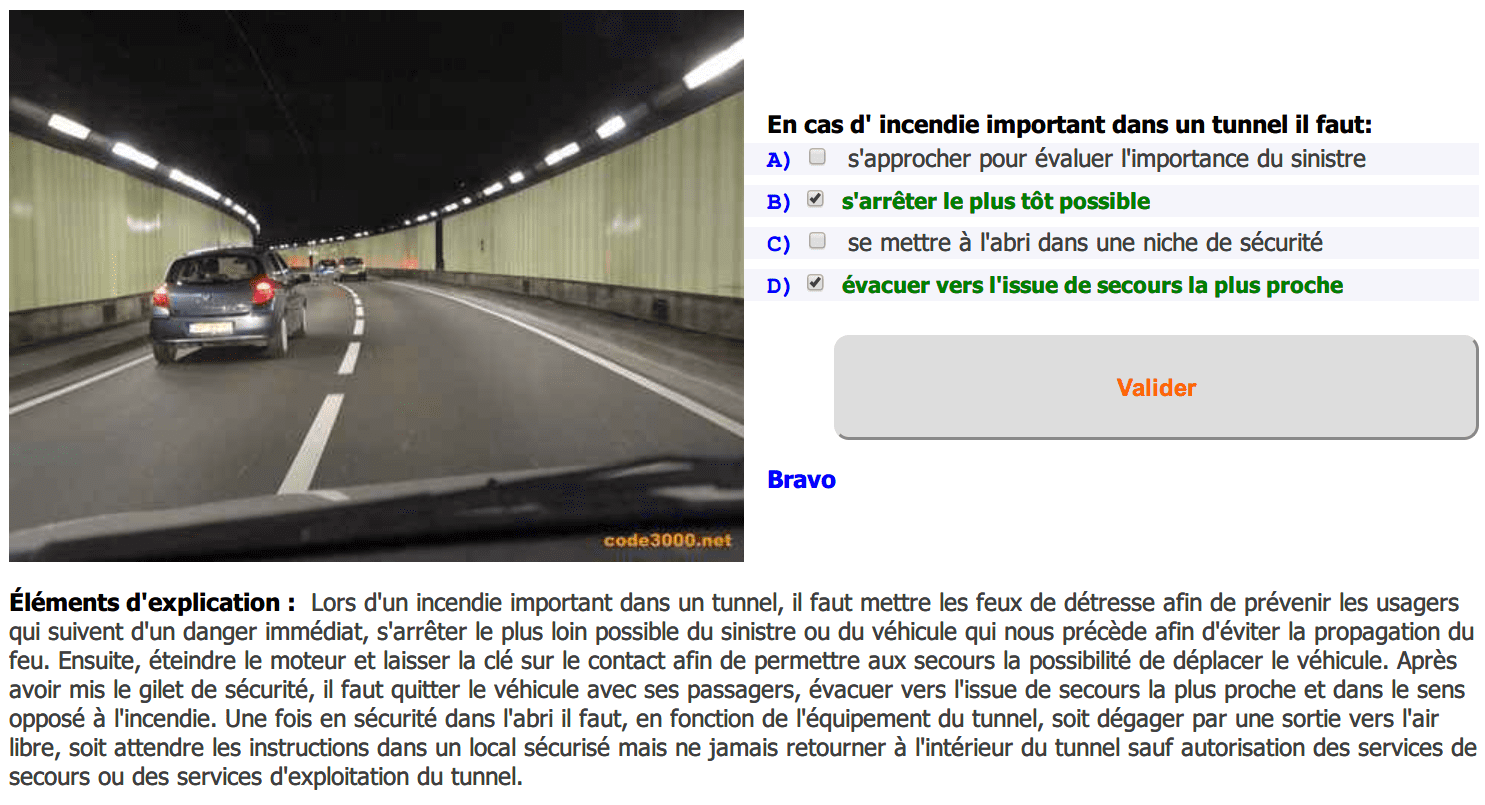 En cas d' incendie important dans un tunnel il faut:
A) s'approcher pour évaluer l'importance du sinistre
B) s'arrêter le plus tôt possible
C) se mettre à l'abri dans une niche de sécurité
D) évacuer vers l'issue de secours la plus proche
Valider
Bravo
code3000.net
Éléments d'explication : Lors d'un incendie important dans un tunnel, il faut mettre les feux de détresse afin de prévenir les usagers
qui suivent d'un danger immédiat, s'arrêter le plus loin possible du sinistre ou du véhicule qui nous précède afin d'éviter la propagation du
feu. Ensuite, éteindre le moteur et laisser la clé sur le contact afin de permettre aux secours la possibilité de déplacer le véhicule. Après
avoir mis le gilet de sécurité, il faut quitter le véhicule avec ses passagers, évacuer vers l'issue de secours la plus proche et dans le sens
opposé à l'incendie. Une fois en sécurité dans l'abri il faut, en fonction de l'équipement du tunnel, soit dégager par une sortie vers l'air
libre, soit attendre les instructions dans un local sécurisé mais ne jamais retourner à l'intérieur du tunnel sauf autorisation des services de
secours ou des services d'exploitation du tunnel.